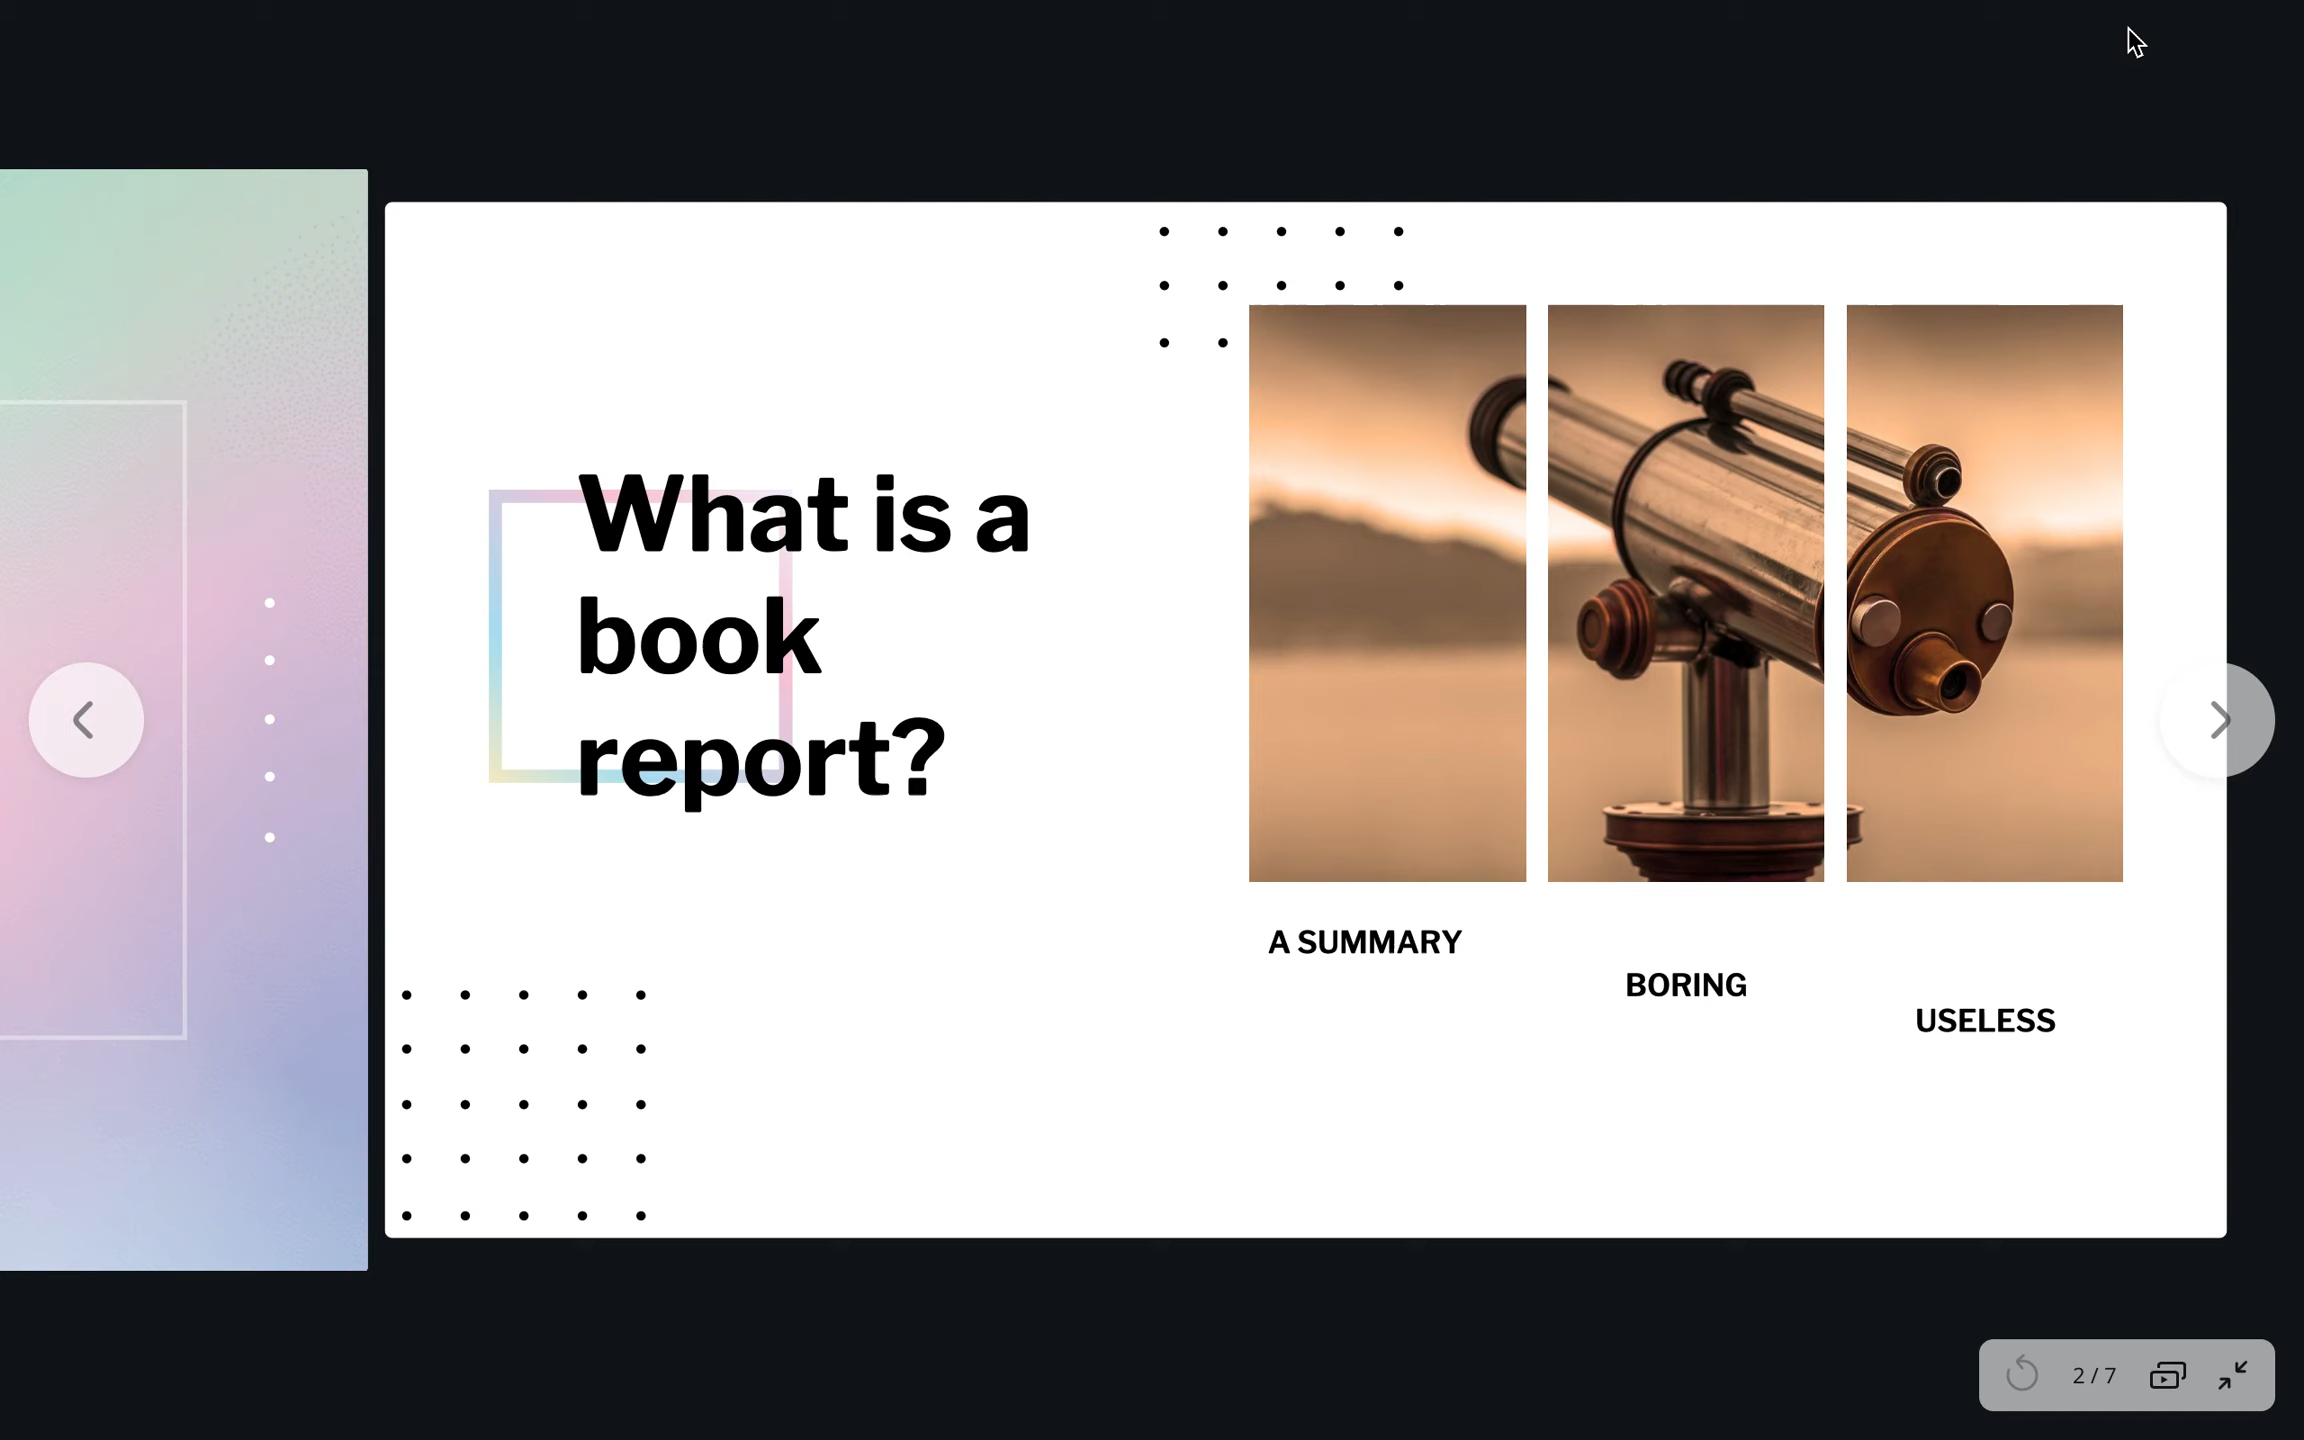 What is a
book
report?
A SUMMARY
BORING
USELESS
2 / 7